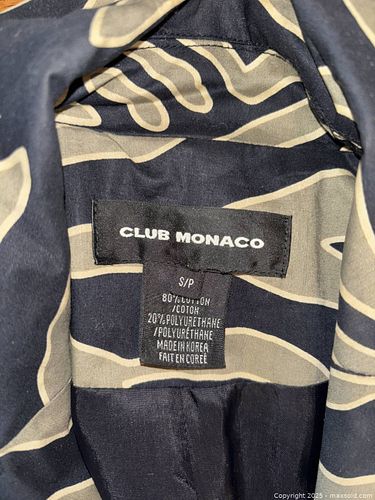 CLUB MONACO
S/P
80% COTTON
/COTON
20% POLYURETHANE
/POLYURÉTHANE
MADE IN KOREA
FAIT EN CORÉE
Copyright 2025 - maxsold.com